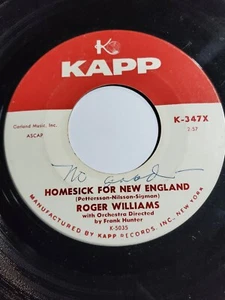 K
KAPP
Garland Music, Inc.
ASCAP
K-347X
2:57
No good
HOMESICK FOR NEW ENGLAND
(Pettersson-Nilsson-Sigman)
ROGER WILLIAMS
with Orchestra Directed
by Frank Hunter
K-5035
MANUFACTURED BY KAPP RECORDS, INC. NEW YORK